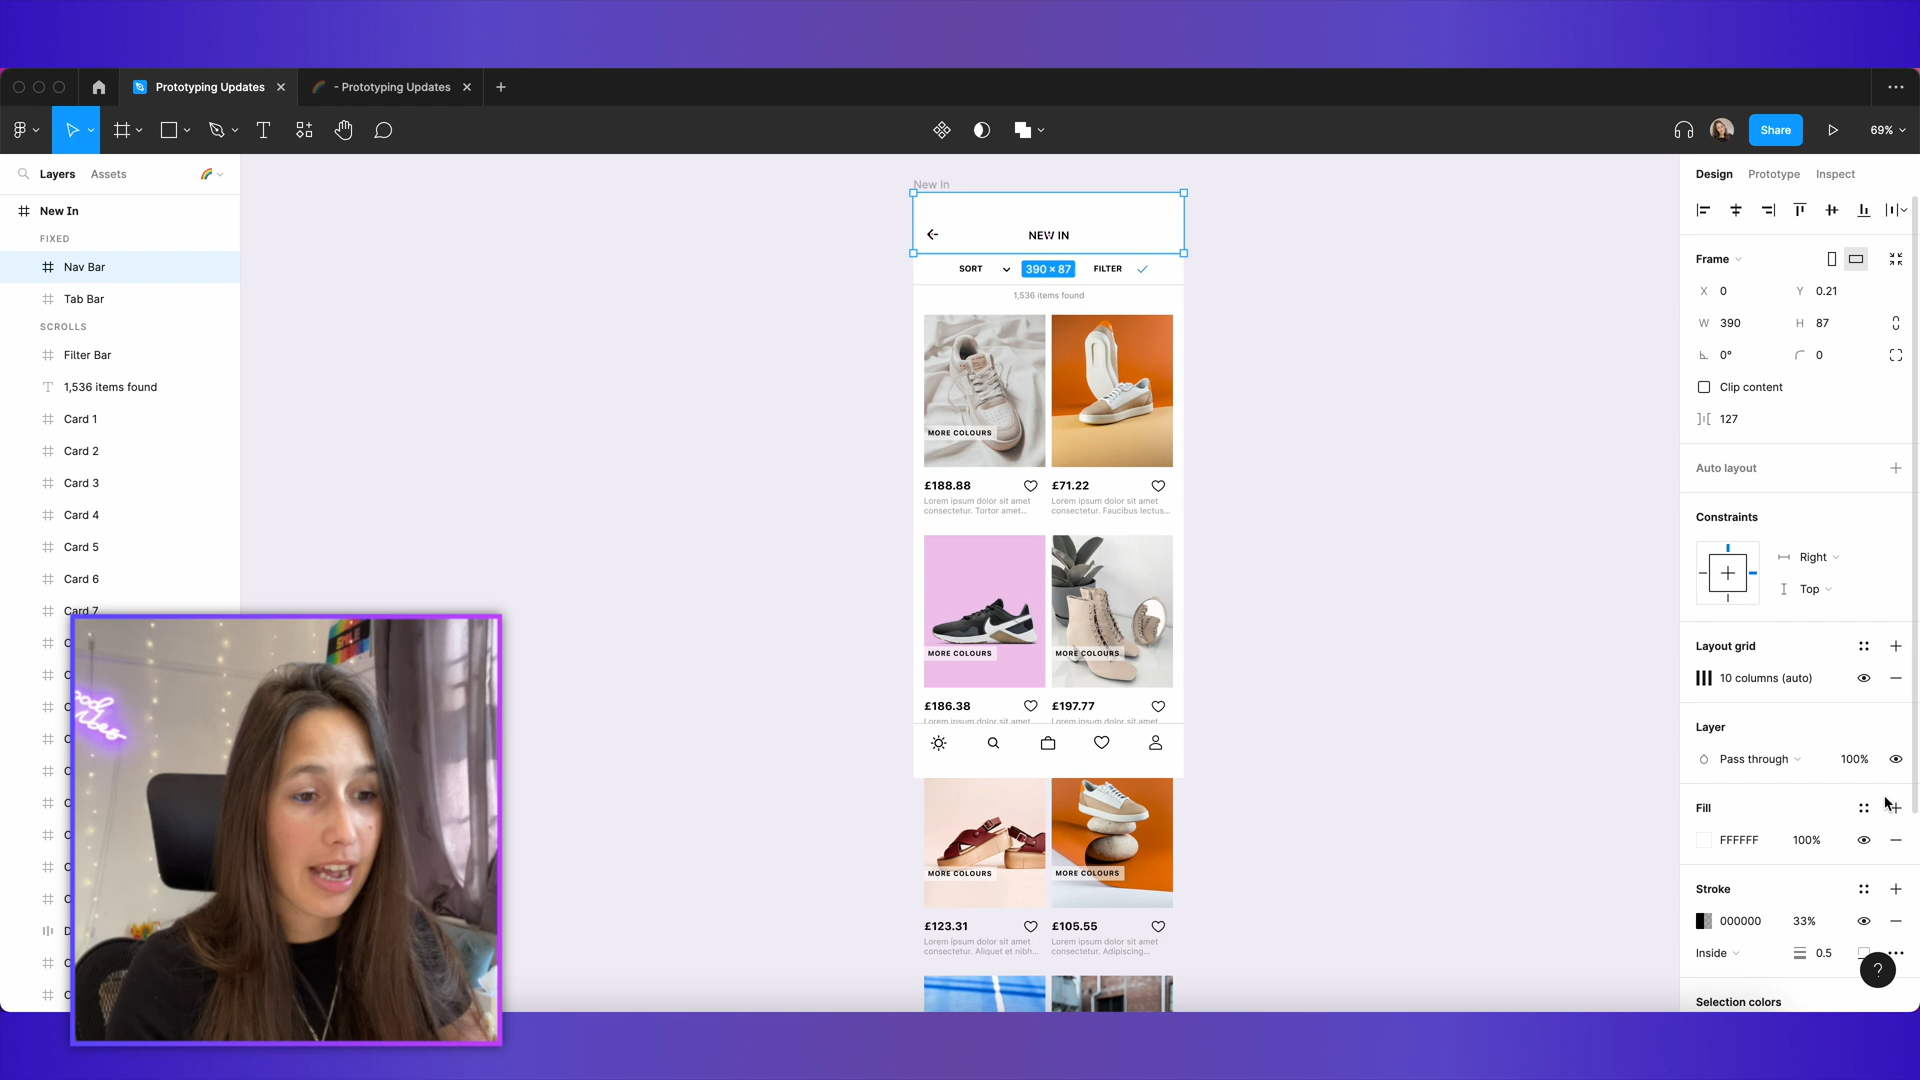 Prototyping Updates
- Prototyping Updates
Share
69%
Layers
Assets
New In
FIXED
Nav Bar
Tab Bar
SCROLLS
Filter Bar
1,536 items found
Card 1
Card 2
Card 3
Card 4
Card 5
Card 6
Card 7
New In
NEW IN
SORT
390 × 87
FILTER
1,536 items found
MORE COLOURS
£188.88
£71.22
Lorem ipsum dolor sit amet
consectetur. Tortor amet...
Lorem ipsum dolor sit amet
consectetur. Faucibus lectus...
MORE COLOURS
MORE COLOURS
£186.38
£197.77
Lorem ipsum dolor sit amet
Lorem ipsum dolor sit amet
MORE COLOURS
MORE COLOURS
£123.31
£105.55
Lorem ipsum dolor sit amet
consectetur. Aliquet et nibh...
Lorem ipsum dolor sit amet
consectetur. Adipiscing...
Design
Prototype
Inspect
Frame
X 0
Y 0.21
W 390
H 87
0°
0
Clip content
127
Auto layout
Constraints
Right
Top
Layout grid
10 columns (auto)
Layer
Pass through
100%
Fill
FFFFFF
100%
Stroke
000000
33%
Inside
0.5
?
Selection colors